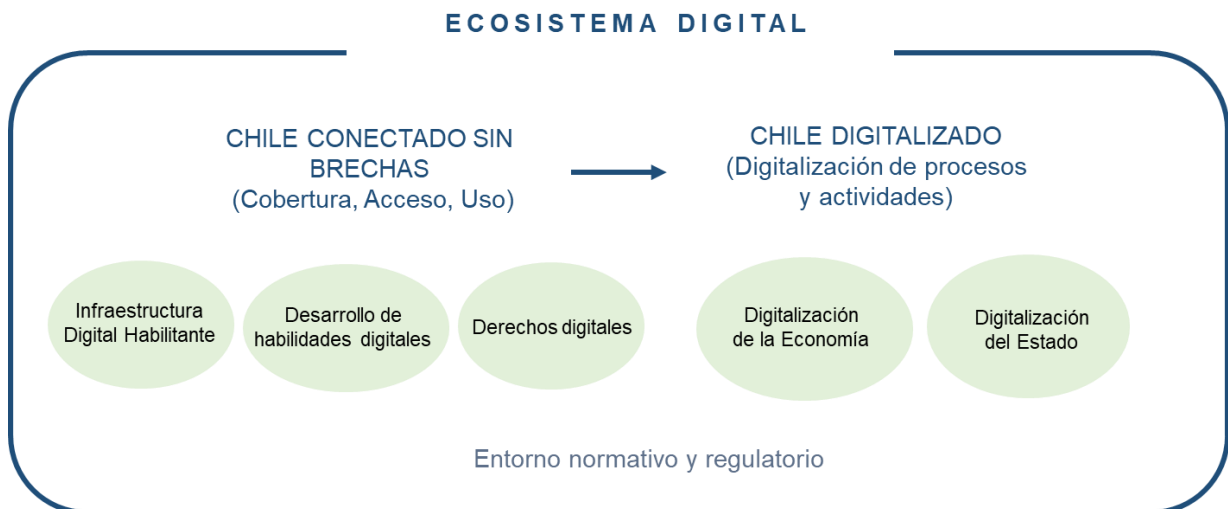 ECOSISTEMA DIGITAL
CHILE CONECTADO SIN
BRECHAS
(Cobertura, Acceso, Uso)
CHILE DIGITALIZADO
(Digitalización de procesos
y actividades)
Infraestructura
Digital Habilitante
Desarrollo de
habilidades digitales
Derechos digitales
Digitalización
de la Economía
Digitalización
del Estado
Entorno normativo y regulatorio